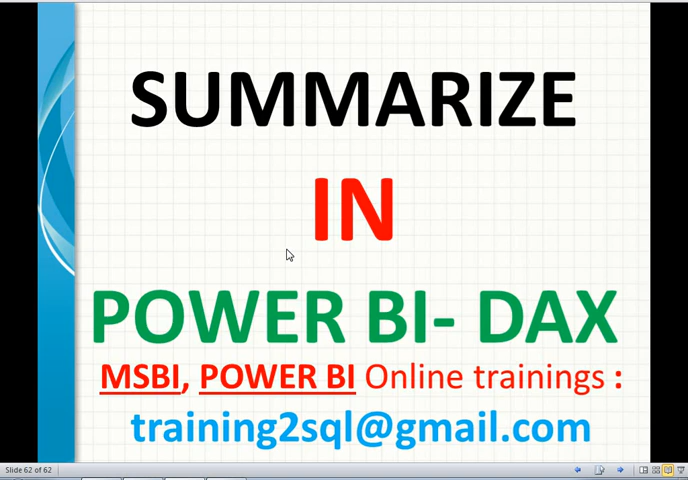 SUMMARIZE
IN
POWER BI- DAX
MSBI, POWER BI Online trainings :
training2sql@gmail.com
Slide 62 of 62